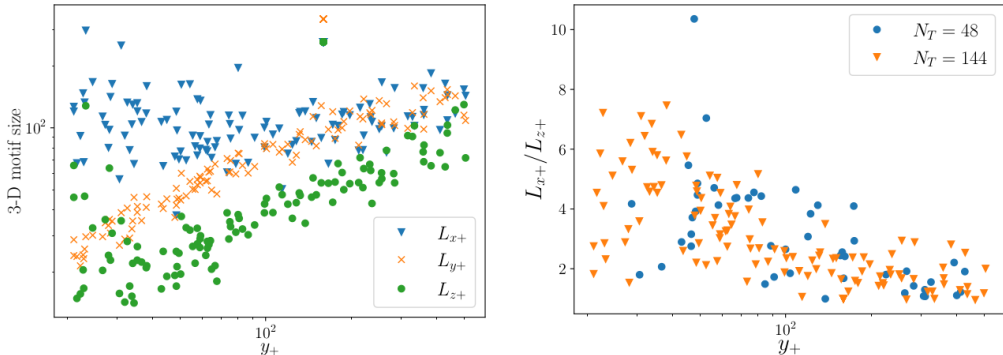 3-D motif size
10²
L_{x+}
L_{y+}
L_{z+}
10²
y_+
L_{x+}/L_{z+}
10
8
6
4
2
N_T = 48
N_T = 144
10²
y_+